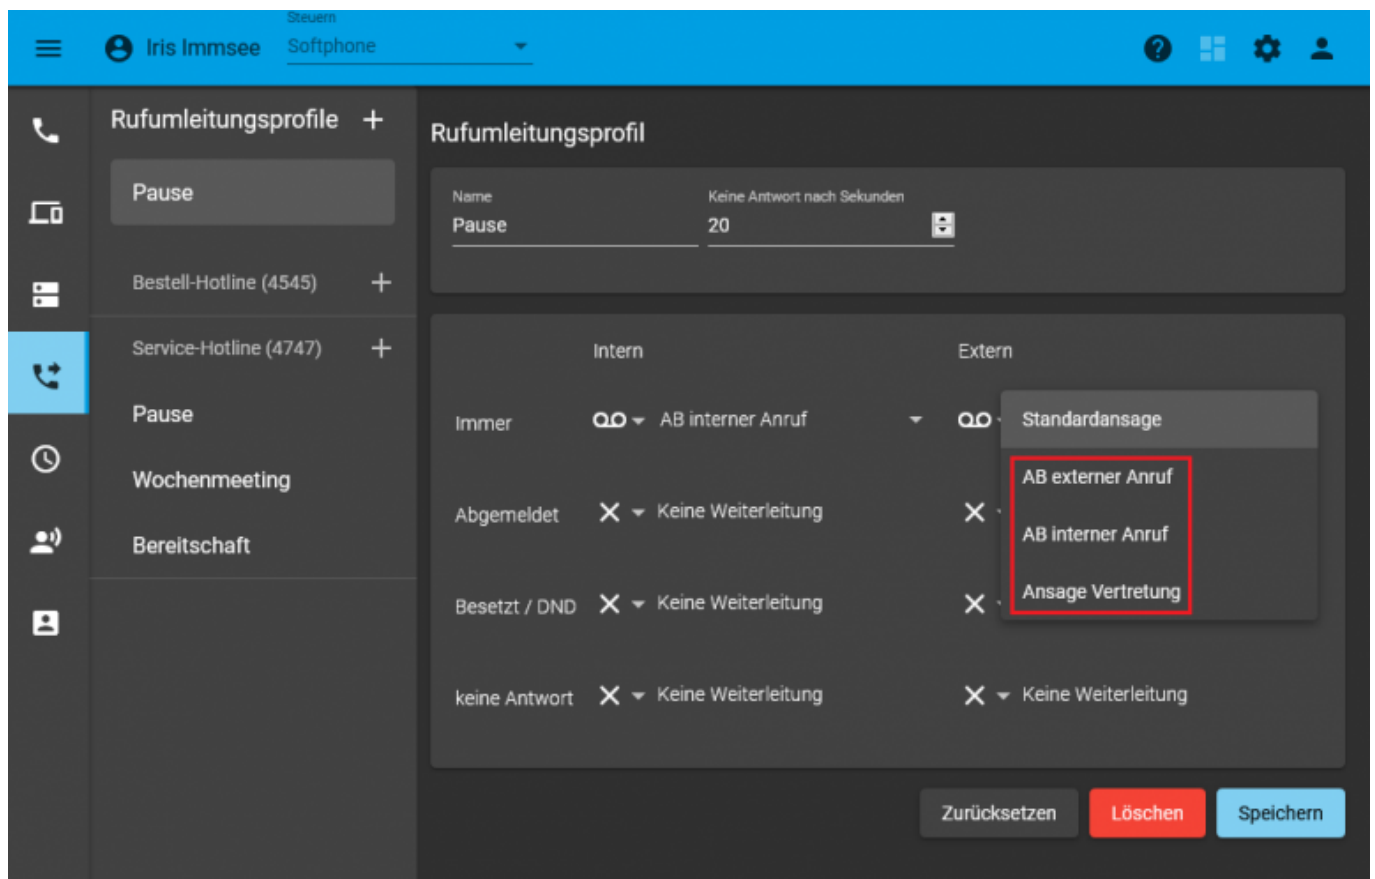 Steuern
Iris Immsee
Softphone
Rufumleitungsprofile
Pause
Bestell-Hotline (4545)
Service-Hotline (4747)
Pause
Wochenmeeting
Bereitschaft
Rufumleitungsprofil
Name
Keine Antwort nach Sekunden
Pause
20
Intern
Extern
Immer
AB interner Anruf
Standardansage
AB externer Anruf
AB interner Anruf
Ansage Vertretung
Abgemeldet
Keine Weiterleitung
Besetzt / DND
Keine Weiterleitung
keine Antwort
Keine Weiterleitung
Keine Weiterleitung
Zurücksetzen
Löschen
Speichern